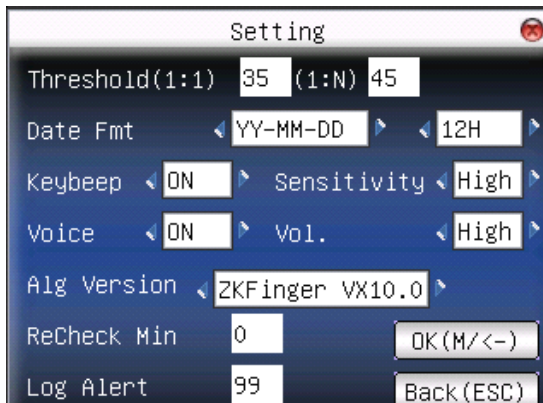 Setting
Threshold(1:1) 35 (1:N) 45
Date Fmt YY-MM-DD 12H
Keybeep ON Sensitivity High
Voice ON Vol. High
Alg Version ZKFinger VX10.0
ReCheck Min 0 OK(M/<-)
Log Alert 99 Back(ESC)